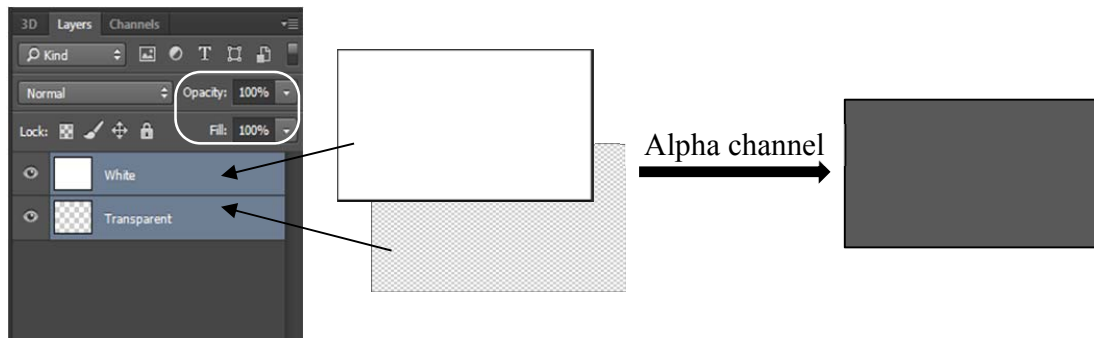 3D Layers Channels
Kind T
Normal Opacity: 100%
Lock: Fill: 100%
White
Transparent
Alpha channel